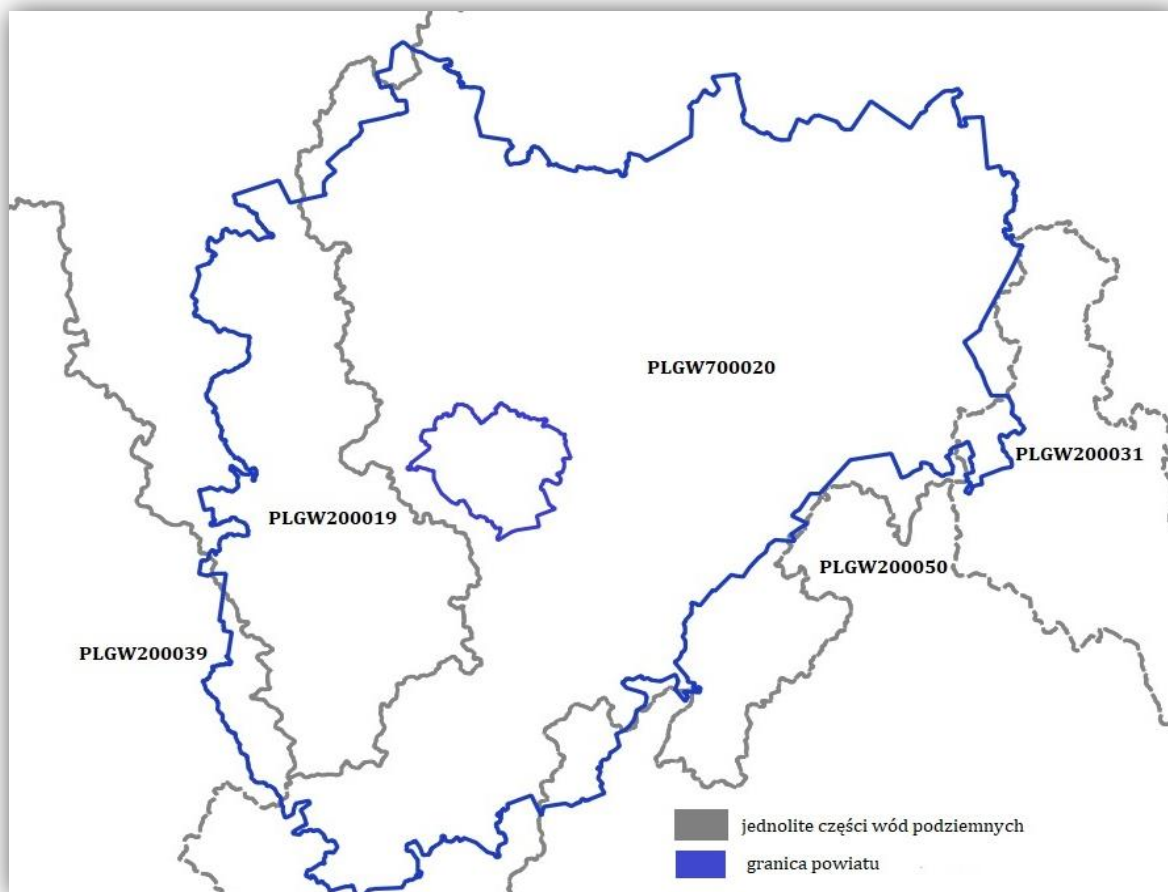 PLGW700020
PLGW200031
PLGW200019
PLGW200050
PLGW200039
jednolite części wód podziemnych
granica powiatu